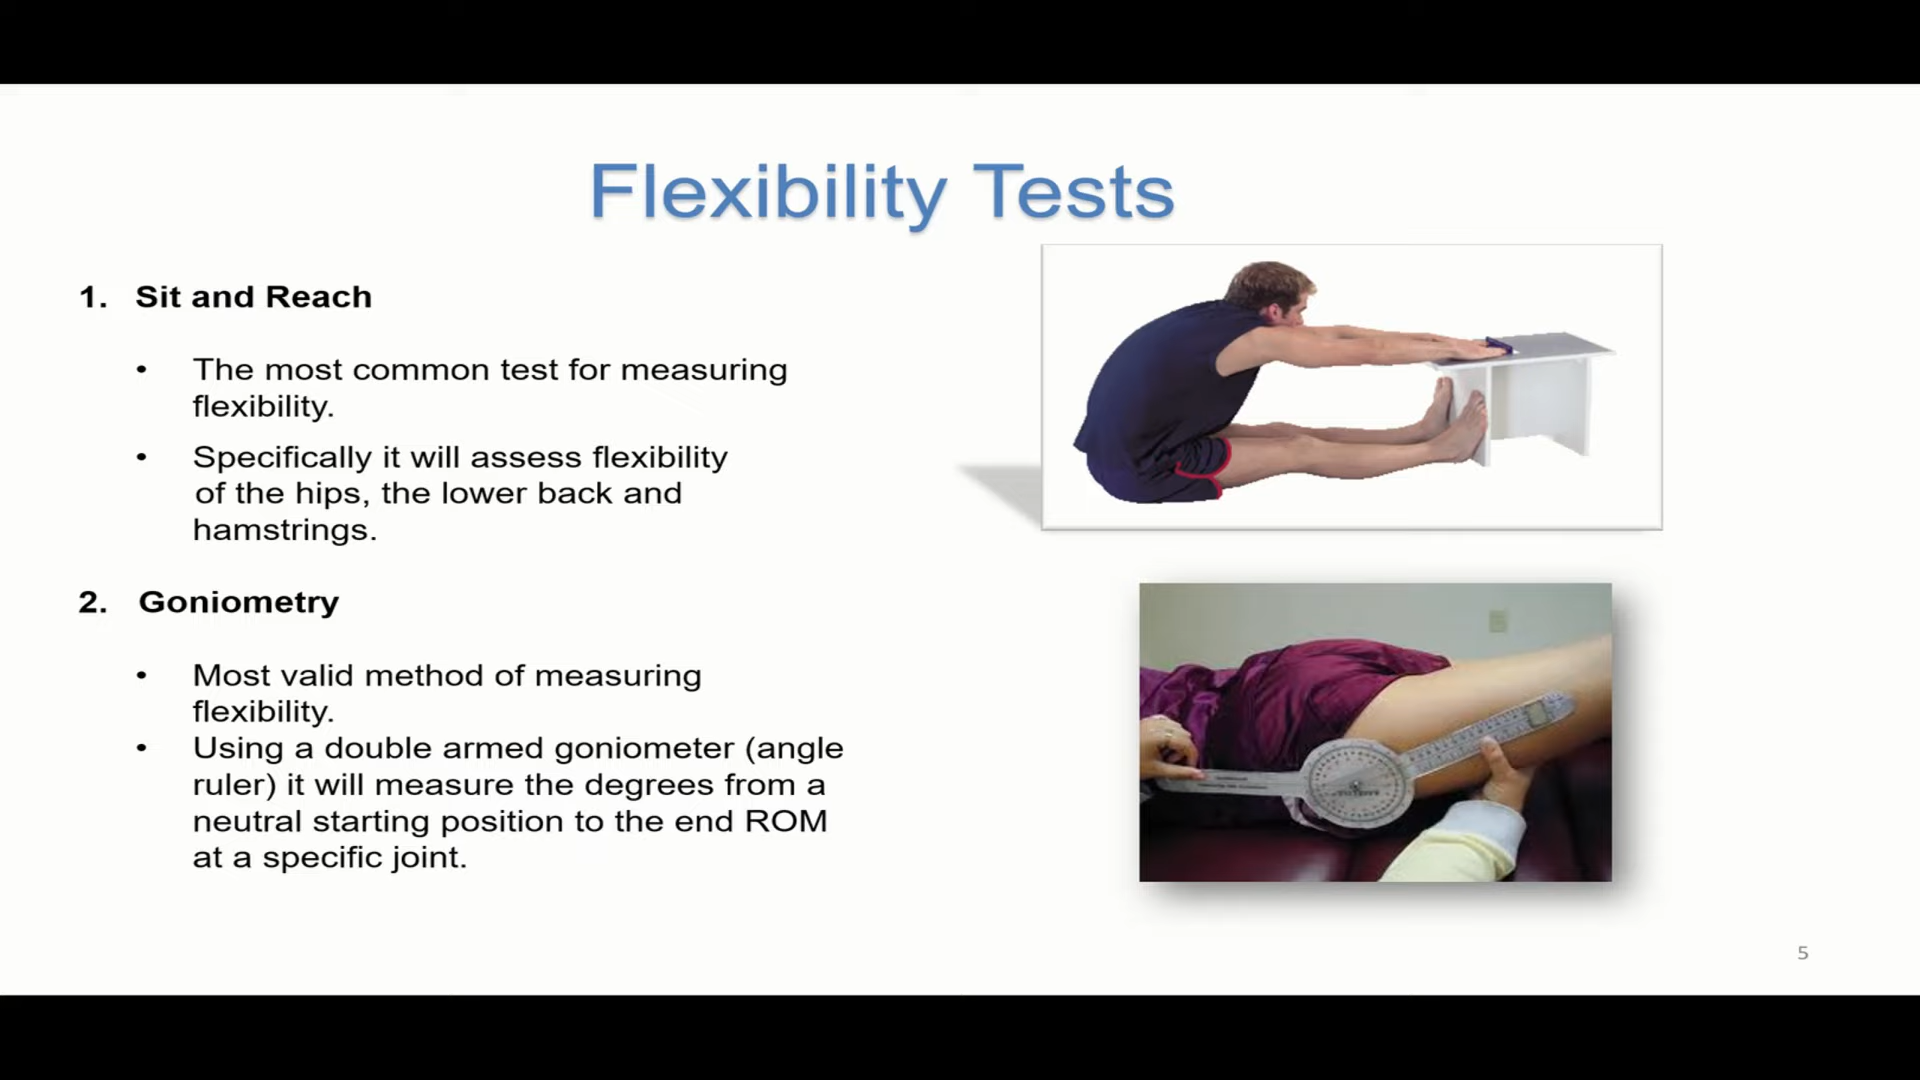 Flexibility Tests
1. Sit and Reach
• The most common test for measuring
flexibility.
• Specifically it will assess flexibility
of the hips, the lower back and
hamstrings.
2. Goniometry
• Most valid method of measuring
flexibility.
• Using a double armed goniometer (angle
ruler) it will measure the degrees from a
neutral starting position to the end ROM
at a specific joint.
5